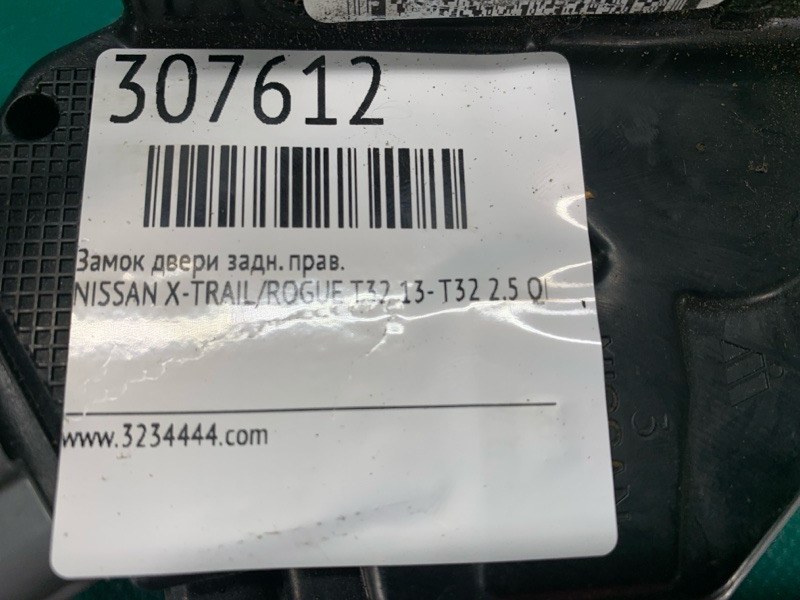 307612
Замок двери задн. прав.
NISSAN X-TRAIL/ROGUE T32 13- T32 2.5 QI
www.3234444.com